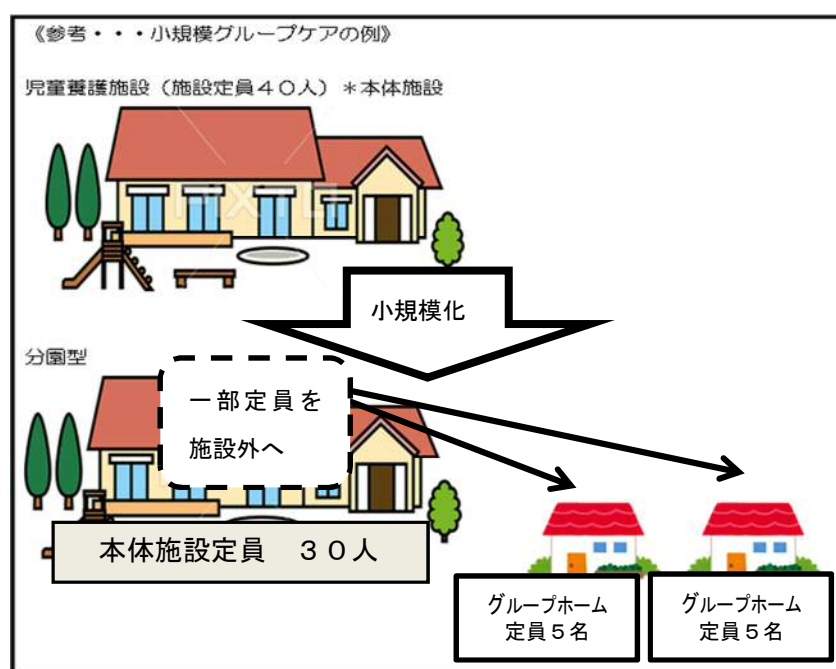 《参考・・・小規模グループケアの例》
児童養護施設（施設定員４０人）＊本体施設
小規模化
分園型
一部定員を
施設外へ
本体施設定員　３０人
グループホーム
定員５名
グループホーム
定員５名